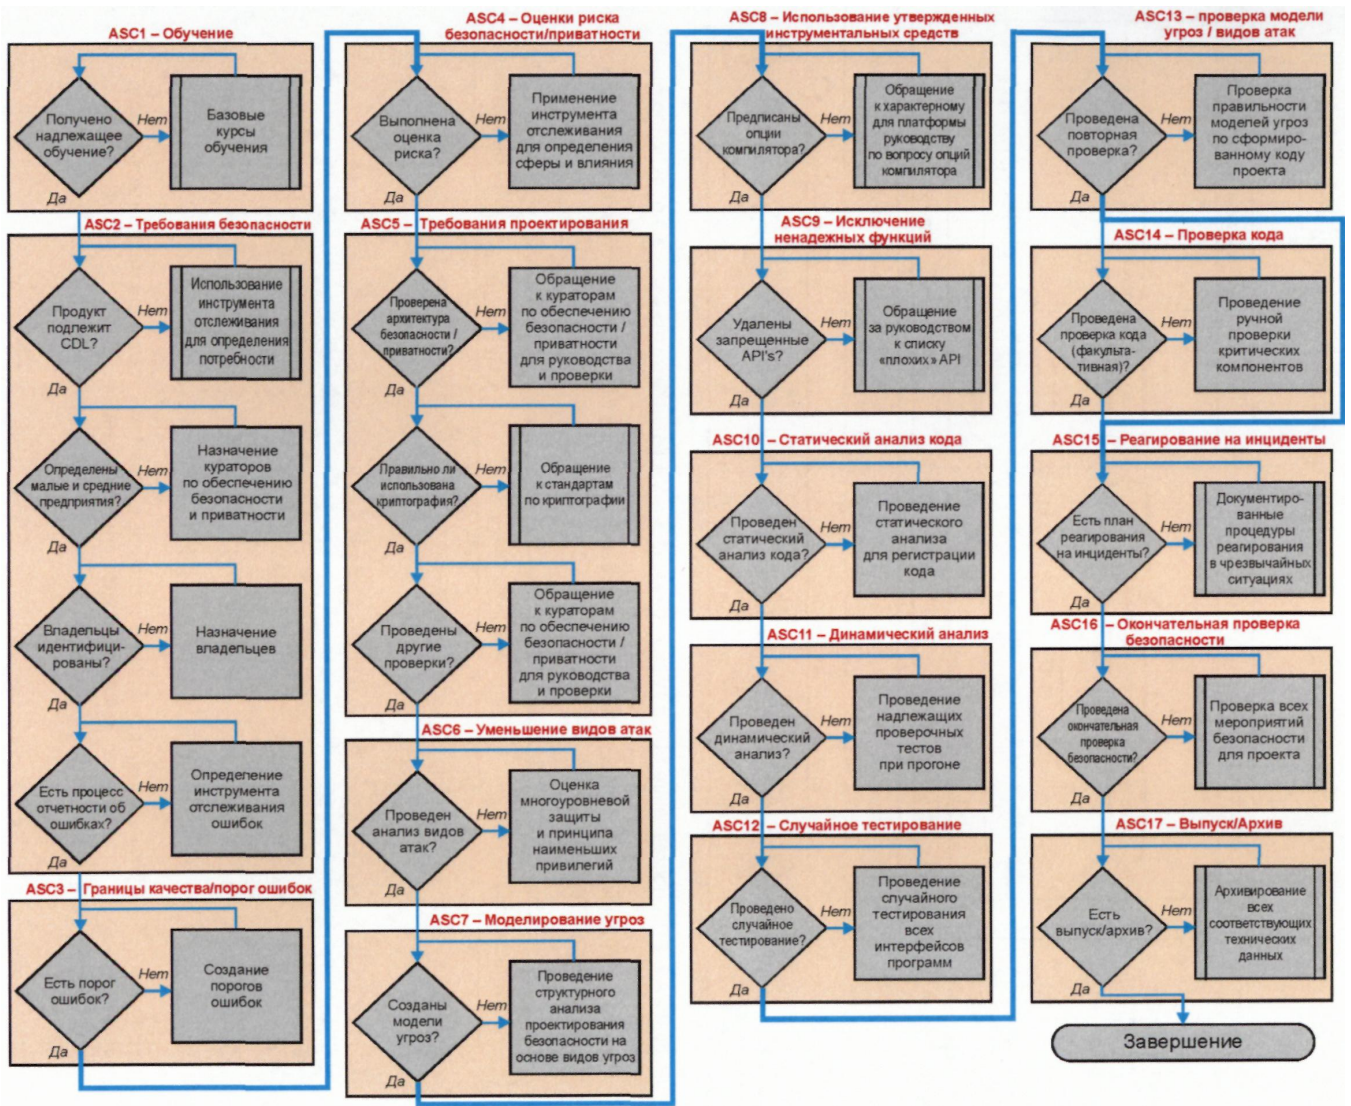 ASC1 – Обучение
Получено
надлежащее
обучение?
Нет
Базовые
курсы
обучения
Да
ASC2 – Требования безопасности
Продукт
подлежит
CDL?
Нет
Использование
инструмента
отслеживания
для определения
потребности
Да
Определены
малые и средние
предприятия?
Нет
Назначение
кураторов
по обеспечению
безопасности
и приватности
Да
Владельцы
идентифици-
рованы?
Нет
Назначение
владельцев
Да
Есть процесс
отчетности об
ошибках?
Нет
Определение
инструмента
отслеживания
ошибок
Да
ASC3 – Границы качества/порог ошибок
Есть порог
ошибок?
Нет
Создание
порогов
ошибок
Да
ASC4 – Оценки риска
безопасности/приватности
Выполнена
оценка
риска?
Нет
Применение
инструмента
отслеживания
для определения
сферы и влияния
Да
ASC5 – Требования проектирования
Проверена
архитектура
безопасности /
приватности?
Нет
Обращение
к кураторам
по обеспечению
безопасности /
приватности
для руководства
и проверки
Да
Правильно ли
использована
криптография?
Нет
Обращение
к стандартам
по криптографии
Да
Проведены
другие
проверки?
Нет
Обращение
к кураторам
по обеспечению
безопасности /
приватности
для руководства
и проверки
Да
ASC6 – Уменьшение видов атак
Проведен
анализ видов
атак?
Нет
Оценка
многоуровневой
защиты
и принципа
наименьших
привилегий
Да
ASC7 – Моделирование угроз
Созданы
модели
угроз?
Нет
Проведение
структурного
анализа
проектирования
безопасности на
основе видов угроз
Да
ASC8 – Использование утвержденных
инструментальных средств
Предписаны
опции
компилятора?
Нет
Обращение
к характерному
для платформы
руководству
по вопросу опций
компилятора
Да
ASC9 – Исключение
ненадежных функций
Удалены
запрещенные
API's?
Нет
Обращение
за руководством
к списку
«плохих» API
Да
ASC10 – Статический анализ кода
Проведен
статический
анализ кода?
Нет
Проведение
статического
анализа
для регистрации
кода
Да
ASC11 – Динамический анализ
Проведен
динамический
анализ?
Нет
Проведение
надлежащих
проверочных
тестов
при прогоне
Да
ASC12 – Случайное тестирование
Проведено
случайное
тестирование?
Нет
Проведение
случайного
тестирования
всех
интерфейсов
программ
Да
ASC13 – проверка модели
угроз / видов атак
Проведена
повторная
проверка?
Нет
Проверка
правильности
моделей угроз
по сформиро-
ванному коду
проекта
Да
ASC14 – Проверка кода
Проведена
проверка кода
(факульта-
тивная)?
Нет
Проведение
ручной
проверки
критических
компонентов
Да
ASC15 – Реагирование на инциденты
Есть план
реагирования
на инциденты?
Нет
Документиро-
ванные
процедуры
реагирования
в чрезвычайных
ситуациях
Да
ASC16 – Окончательная проверка
безопасности
Проведена
окончательная
проверка
безопасности?
Нет
Проверка всех
мероприятий
безопасности
для проекта
Да
ASC17 – Выпуск/Архив
Есть
выпуск/архив?
Нет
Архивирование
всех
соответствующих
технических
данных
Да
Завершение